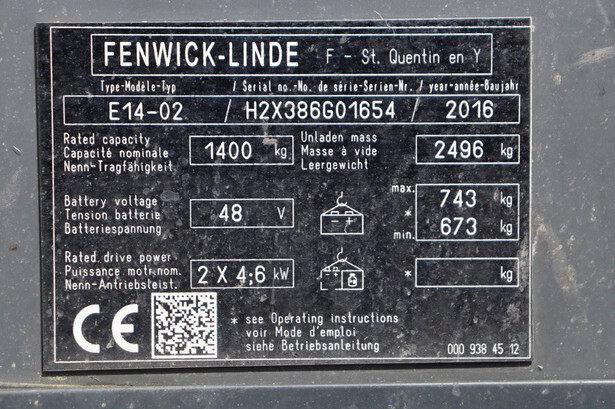 FENWICK-LINDE F - St. Quentin en Y
Type-Modèle-Typ / Serial no.-No. de série-Serien-Nr. / year-année-Baujahr
E14-02 / H2X386G01654 / 2016
Rated capacity
Capacité nominale
Nenn-Tragfähigkeit
1400 kg
Unladen mass
Masse à vide
Leergewicht
2496 kg
Battery voltage
Tension batterie
Batteriespannung
48 V
- +
max. 743 kg
*
min. 673 kg
Rated drive power
Puissance motr.nom.
Nenn-Antriebsleist.
2 X 4,6 kW
* kg
CE
* see Operating instructions
voir Mode d'emploi
siehe Betriebsanleitung
000 938 45 12